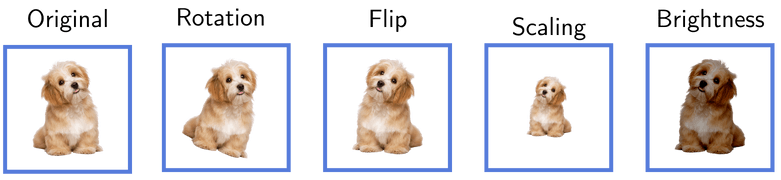 Original
Rotation
Flip
Scaling
Brightness